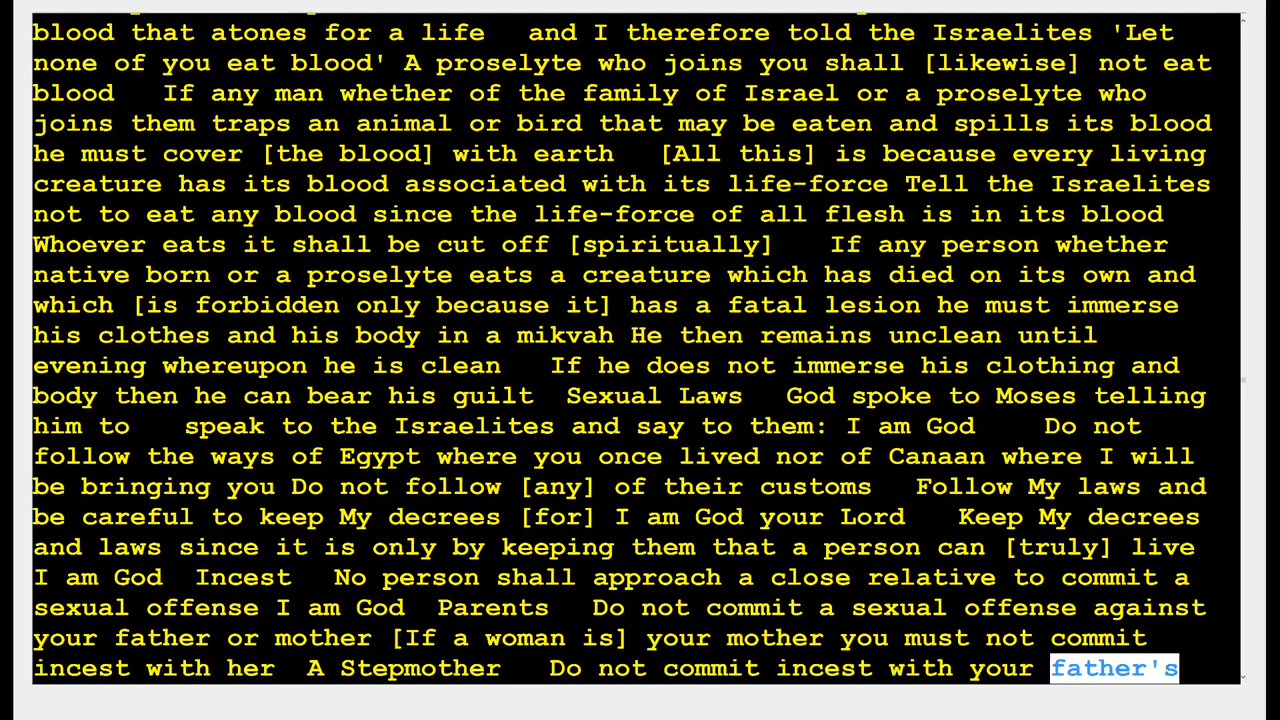 blood that atones for a life   and I therefore told the Israelites 'Let
none of you eat blood' A proselyte who joins you shall [likewise] not eat
blood   If any man whether of the family of Israel or a proselyte who
joins them traps an animal or bird that may be eaten and spills its blood
he must cover [the blood] with earth   [All this] is because every living
creature has its blood associated with its life-force Tell the Israelites
not to eat any blood since the life-force of all flesh is in its blood
Whoever eats it shall be cut off [spiritually]   If any person whether
native born or a proselyte eats a creature which has died on its own and
which [is forbidden only because it] has a fatal lesion he must immerse
his clothes and his body in a mikvah He then remains unclean until
evening whereupon he is clean   If he does not immerse his clothing and
body then he can bear his guilt  Sexual Laws   God spoke to Moses telling
him to   speak to the Israelites and say to them: I am God    Do not
follow the ways of Egypt where you once lived nor of Canaan where I will
be bringing you Do not follow [any] of their customs   Follow My laws and
be careful to keep My decrees [for] I am God your Lord   Keep My decrees
and laws since it is only by keeping them that a person can [truly] live
I am God  Incest   No person shall approach a close relative to commit a
sexual offense I am God  Parents   Do not commit a sexual offense against
your father or mother [If a woman is] your mother you must not commit
incest with her  A Stepmother   Do not commit incest with your father's